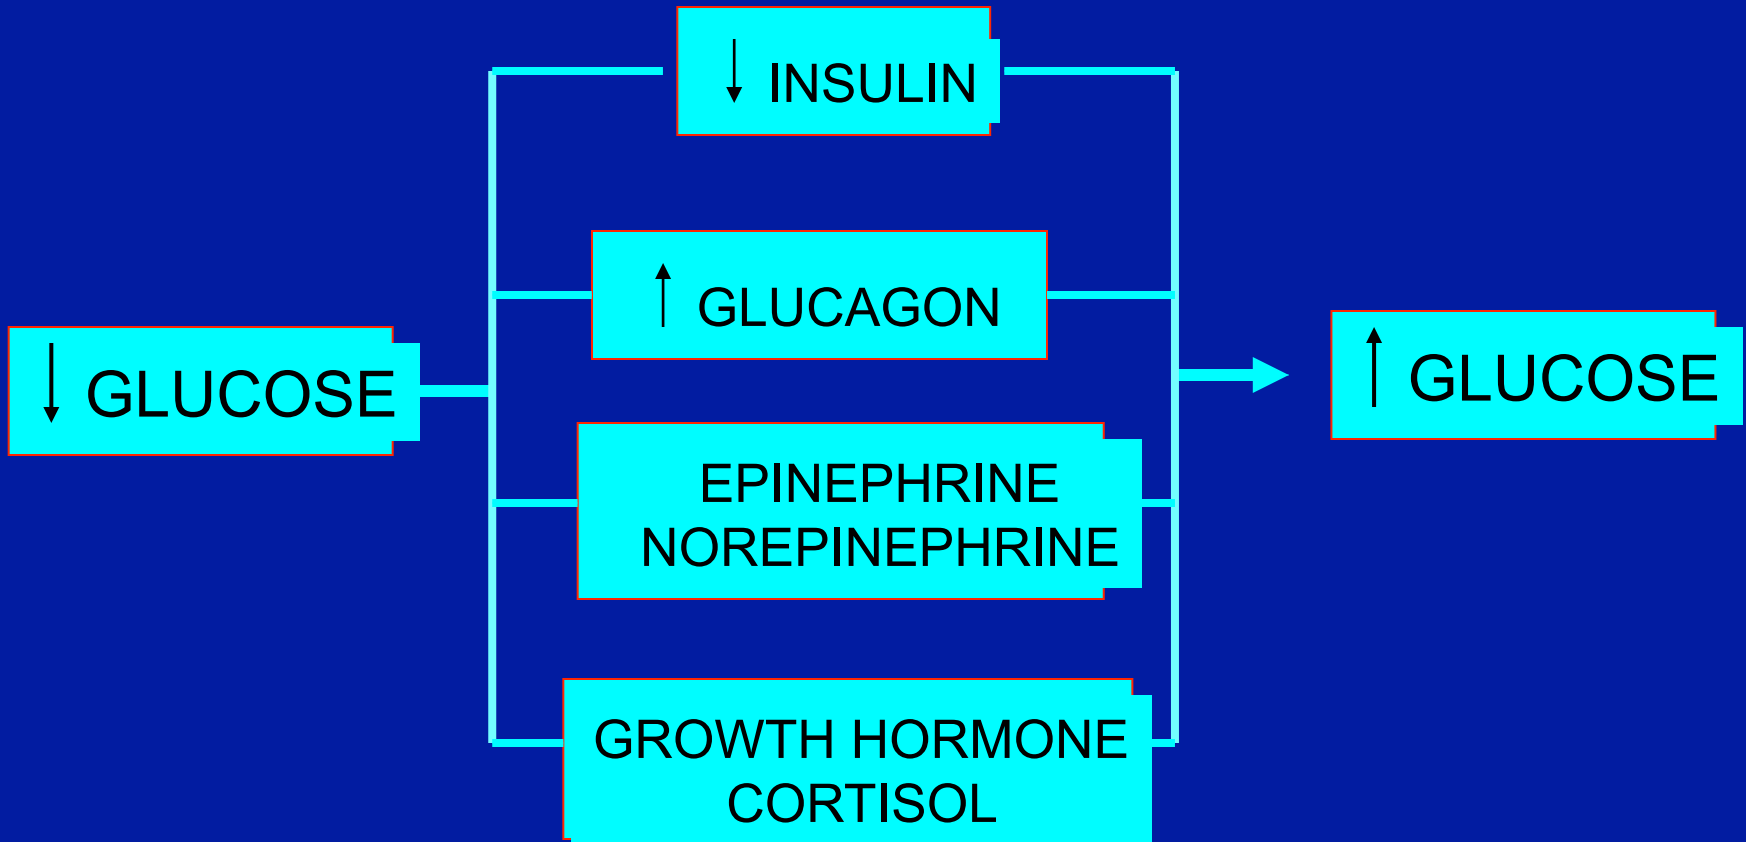 ↓ INSULIN
↑ GLUCAGON
↓ GLUCOSE
↑ GLUCOSE
EPINEPHRINE
NOREPINEPHRINE
GROWTH HORMONE
CORTISOL